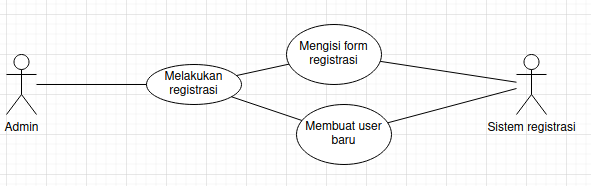 Admin
Melakukan
registrasi
Mengisi form
registrasi
Membuat user
baru
Sistem registrasi